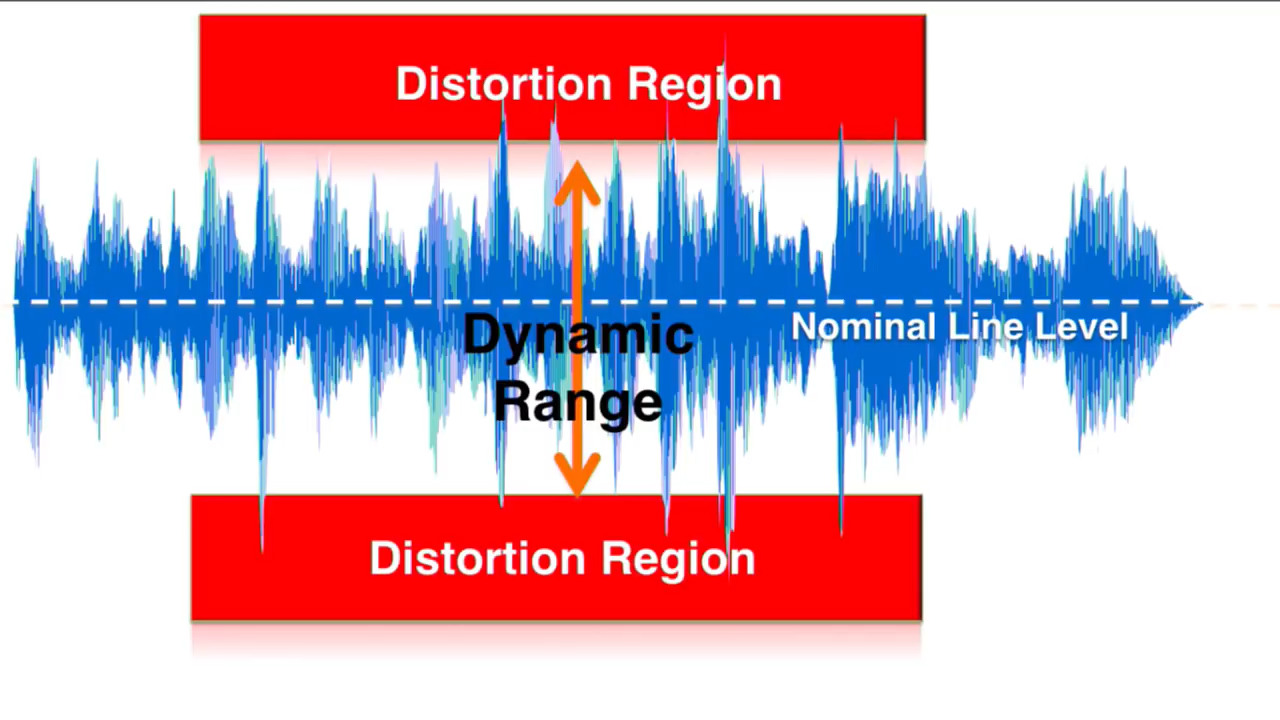 Distortion Region
Nominal Line Level
Dynamic
Range
Distortion Region